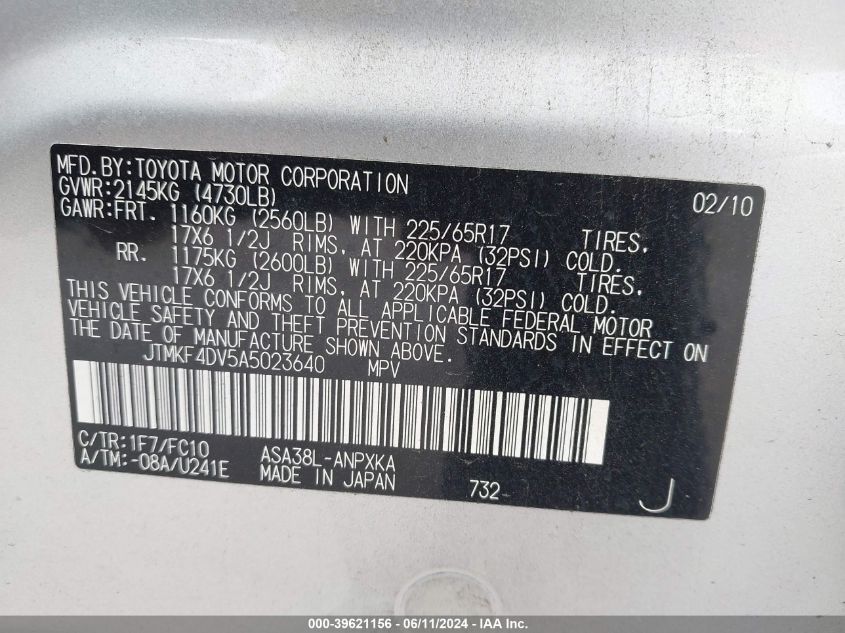 MFD.BY:TOYOTA MOTOR CORPORATION 02/10
GVWR:2145KG (4730LB)
GAWR:FRT. 1160KG (2560LB) WITH 225/65R17 TIRES,
17X6 1/2J RIMS, AT 220KPA (32PSI) COLD.
RR. 1175KG (2600LB) WITH 225/65R17 TIRES,
17X6 1/2J RIMS, AT 220KPA (32PSI) COLD.
THIS VEHICLE CONFORMS TO ALL APPLICABLE FEDERAL MOTOR
VEHICLE SAFETY AND THEFT PREVENTION STANDARDS IN EFFECT ON
THE DATE OF MANUFACTURE SHOWN ABOVE.
JTMKF4DV5A5023640 MPV
C/TR:1F7/FC10 ASA38L-ANPXKA
A/TM:-08A/U241E MADE IN JAPAN 732 J
000-39621156 - 06/11/2024 - IAA Inc.